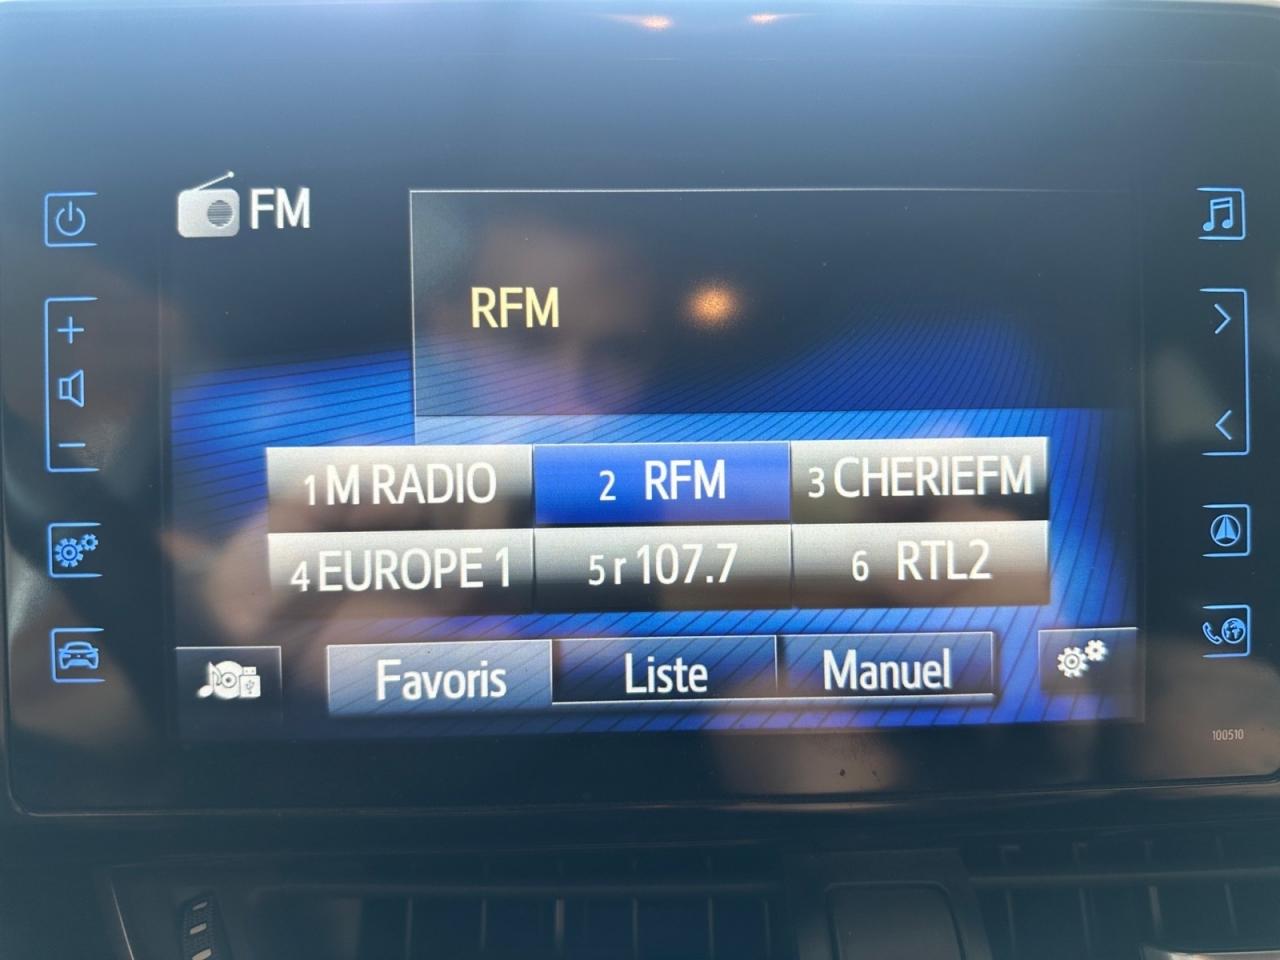 FM
RFM
1 M RADIO 2 RFM 3 CHERIEFM
4 EUROPE 1 5 r 107.7 6 RTL2
Favoris Liste Manuel
100510